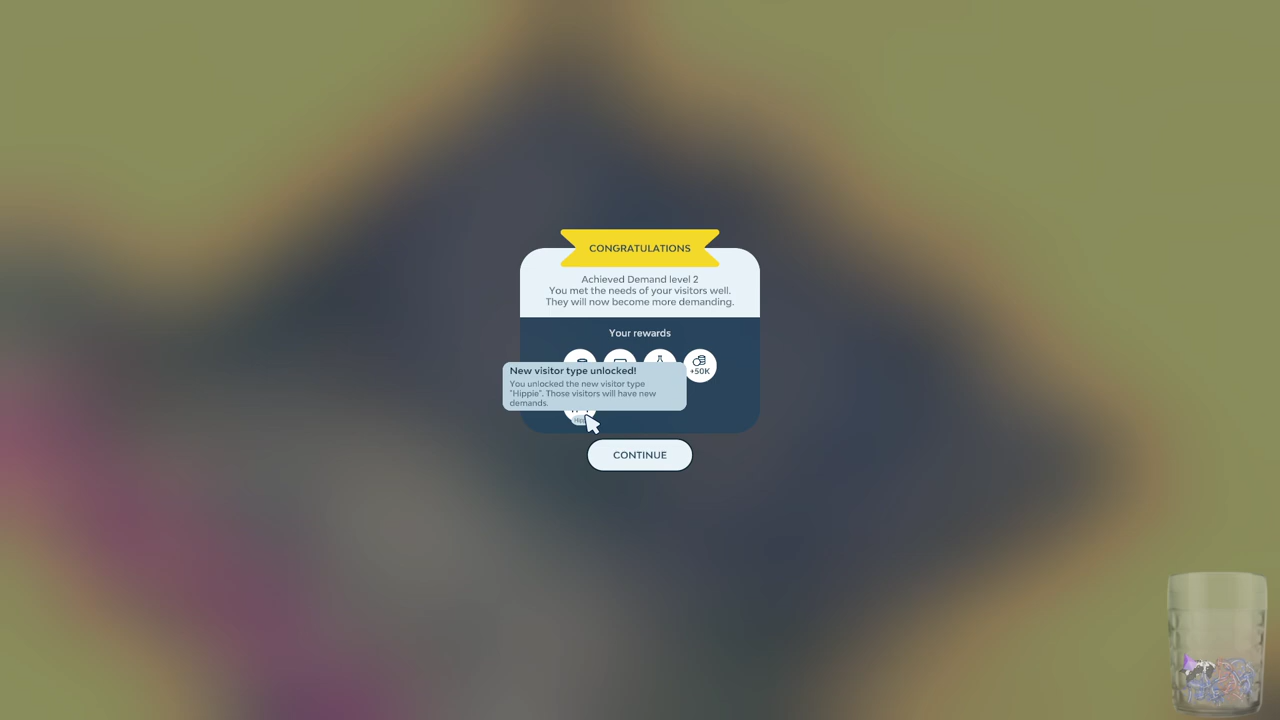 CONGRATULATIONS
Achieved Demand level 2
You met the needs of your visitors well.
They will now become more demanding.
Your rewards
+50K
New visitor type unlocked!
You unlocked the new visitor type
"Hippie". Those visitors will have new
demands.
CONTINUE